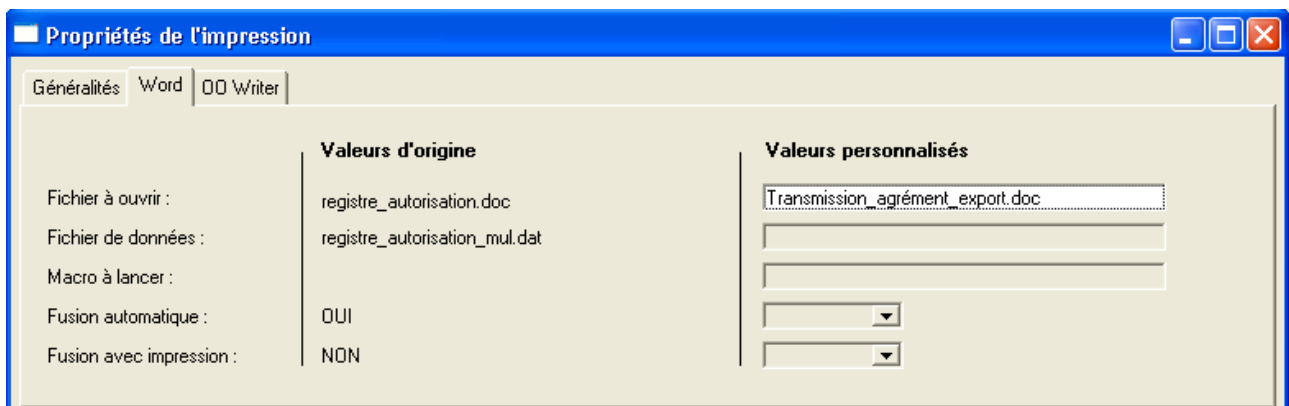 Propriétés de l'impression
Généralités Word OO Writer
Valeurs d'origine Valeurs personnalisés
Fichier à ouvrir : registre_autorisation.doc Transmission_agrément_export.doc
Fichier de données : registre_autorisation_mul.dat
Macro à lancer :
Fusion automatique : OUI
Fusion avec impression : NON